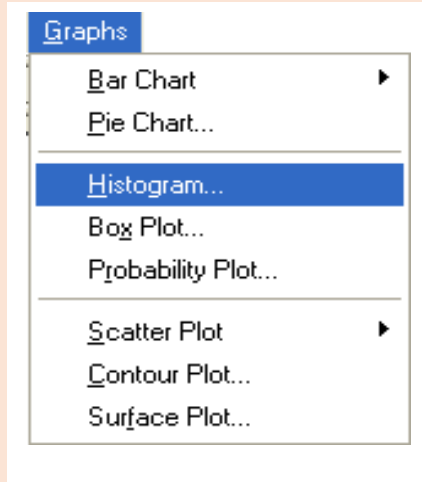 Graphs
Bar Chart
Pie Chart...
Histogram...
Box Plot...
Probability Plot...
Scatter Plot
Contour Plot...
Surface Plot...